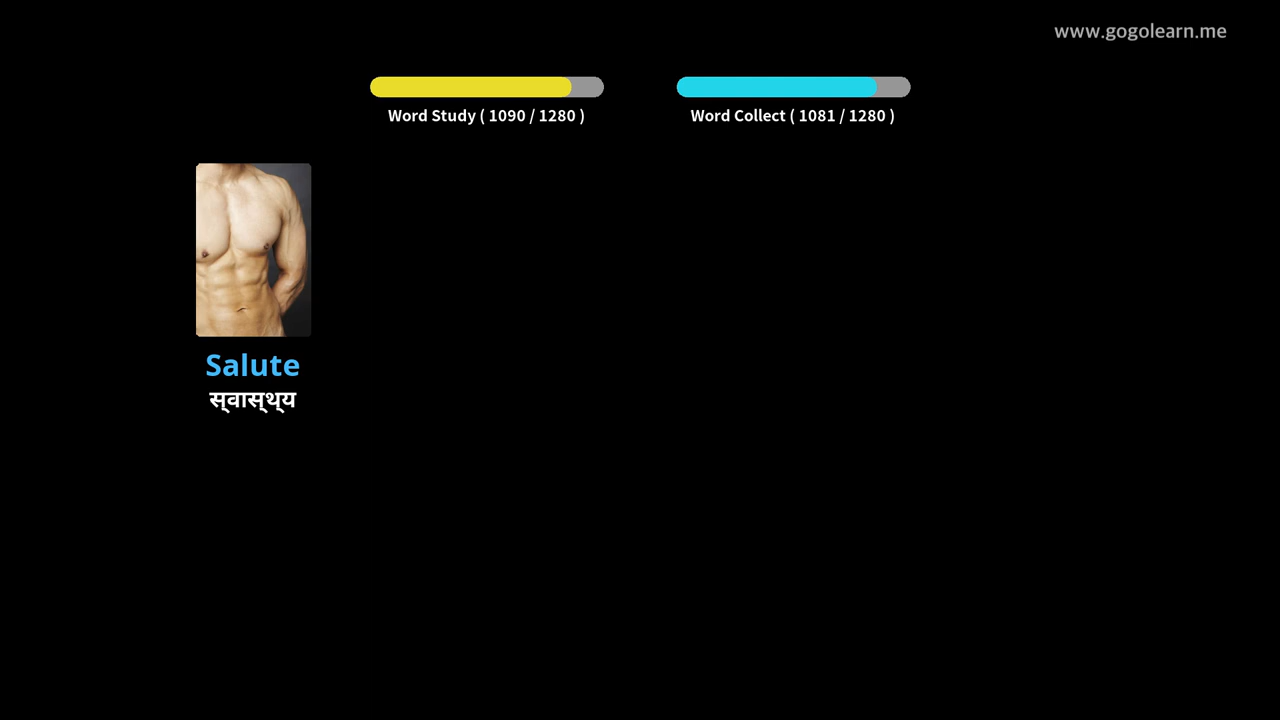 www.gogolearn.me
Word Study ( 1090 / 1280 )
Word Collect ( 1081 / 1280 )
Salute
स्वास्थ्य